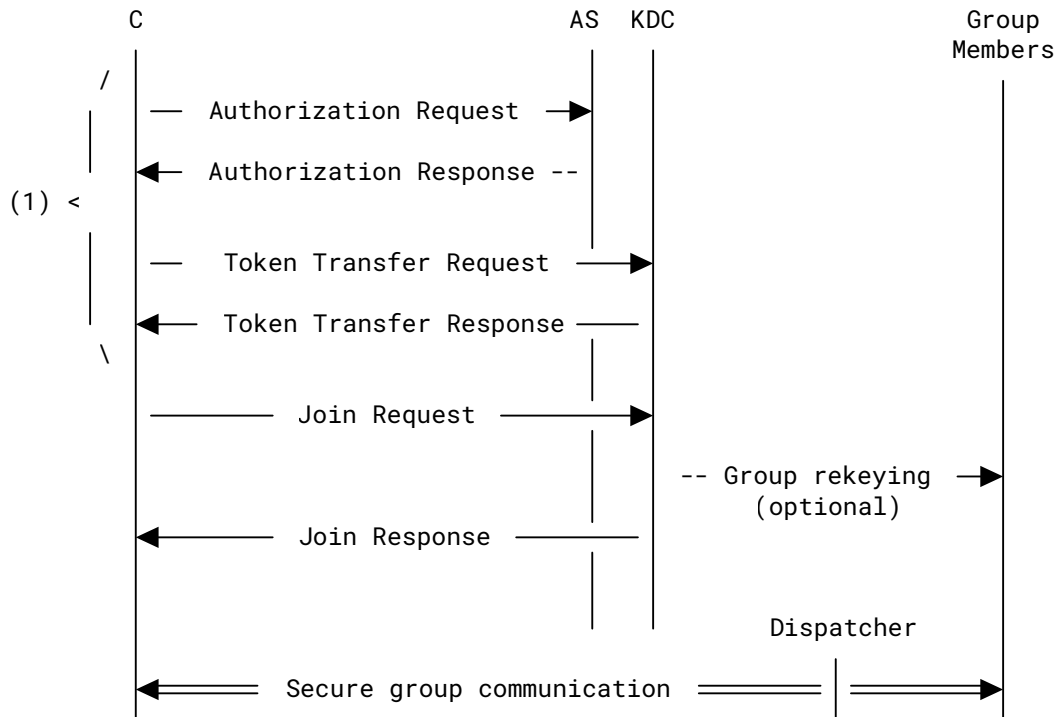 C AS KDC Group
Members
Authorization Request
Authorization Response
(1) <
Token Transfer Request
Token Transfer Response
Join Request
Group rekeying
(optional)
Join Response
Dispatcher
Secure group communication